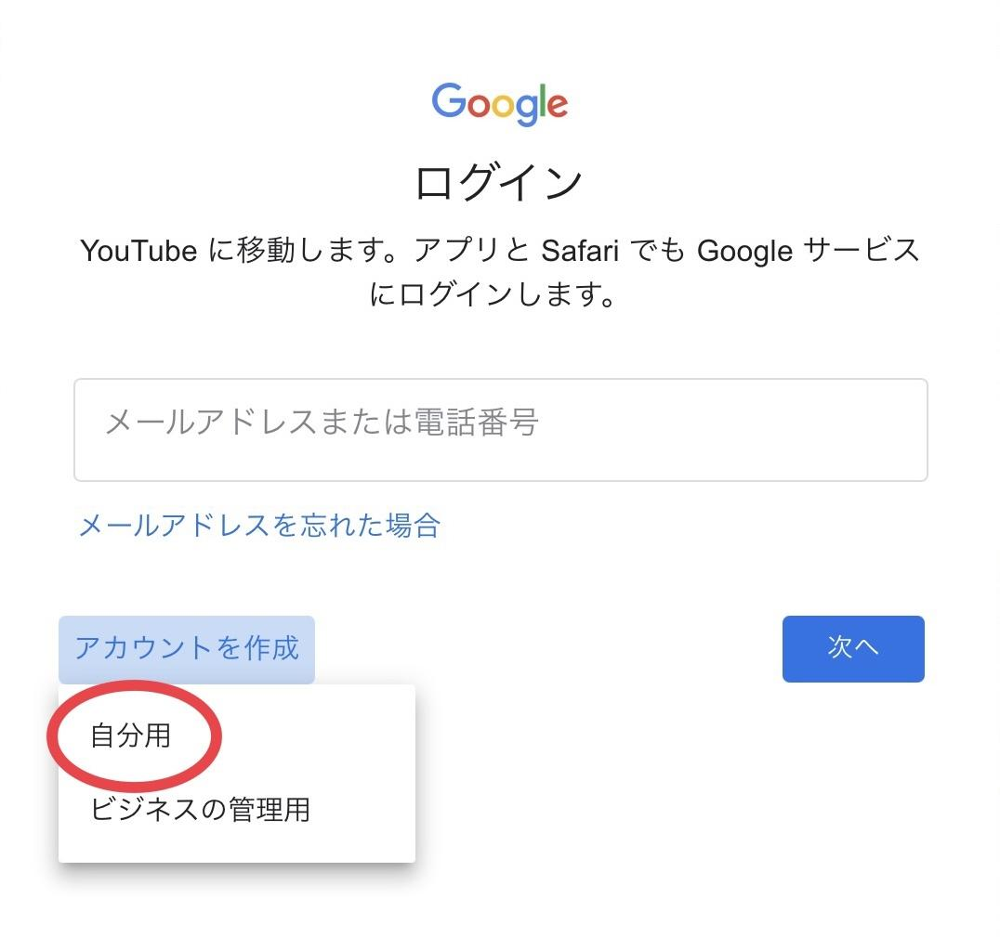 Google
ログイン
YouTube に移動します。アプリと Safari でも Google サービス
にログインします。
メールアドレスまたは電話番号
メールアドレスを忘れた場合
アカウントを作成
次へ
自分用
ビジネスの管理用